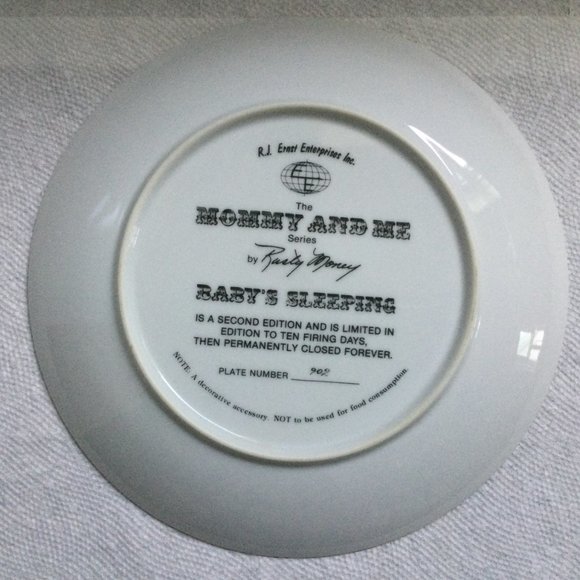 R.J. Ernst Enterprises Inc.
E E
The
MOMMY AND ME
Series
by Rusty Money
BABY'S SLEEPING
IS A SECOND EDITION AND IS LIMITED IN
EDITION TO TEN FIRING DAYS,
THEN PERMANENTLY CLOSED FOREVER.
PLATE NUMBER 902
NOTE: A decorative accessory. NOT to be used for food consumption.